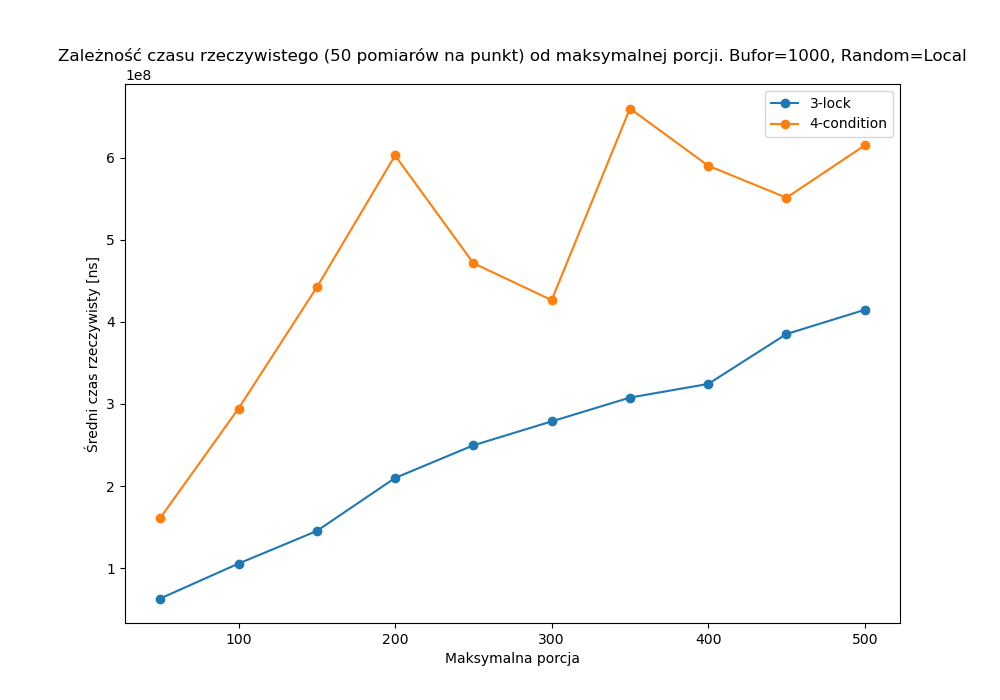 Zależność czasu rzeczywistego (50 pomiarów na punkt) od maksymalnej porcji. Bufor=1000, Random=Local
1e8
3-lock
4-condition
6
5
4
3
2
1
Średni czas rzeczywisty [ns]
100 200 300 400 500
Maksymalna porcja